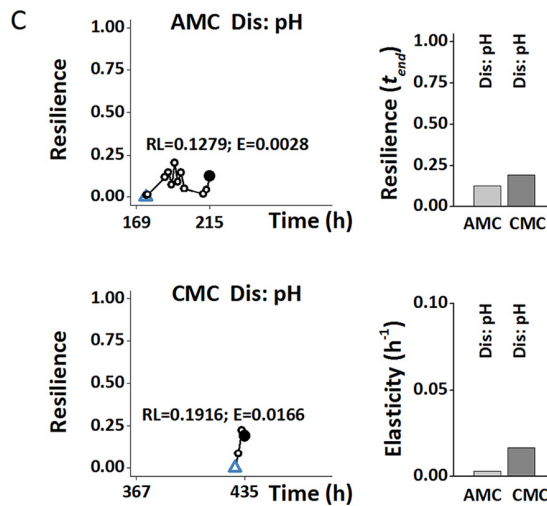 C
AMC Dis: pH
Resilience
1.00
0.75
0.50
0.25
0.00
RL=0.1279; E=0.0028
169
215
Time (h)
Resilience (t_end)
1.00
0.75
0.50
0.25
0.00
Dis: pH
Dis: pH
AMC
CMC
CMC Dis: pH
Resilience
1.00
0.75
0.50
0.25
0.00
RL=0.1916; E=0.0166
367
435
Time (h)
Elasticity (h⁻¹)
0.10
0.05
0.00
Dis: pH
Dis: pH
AMC
CMC